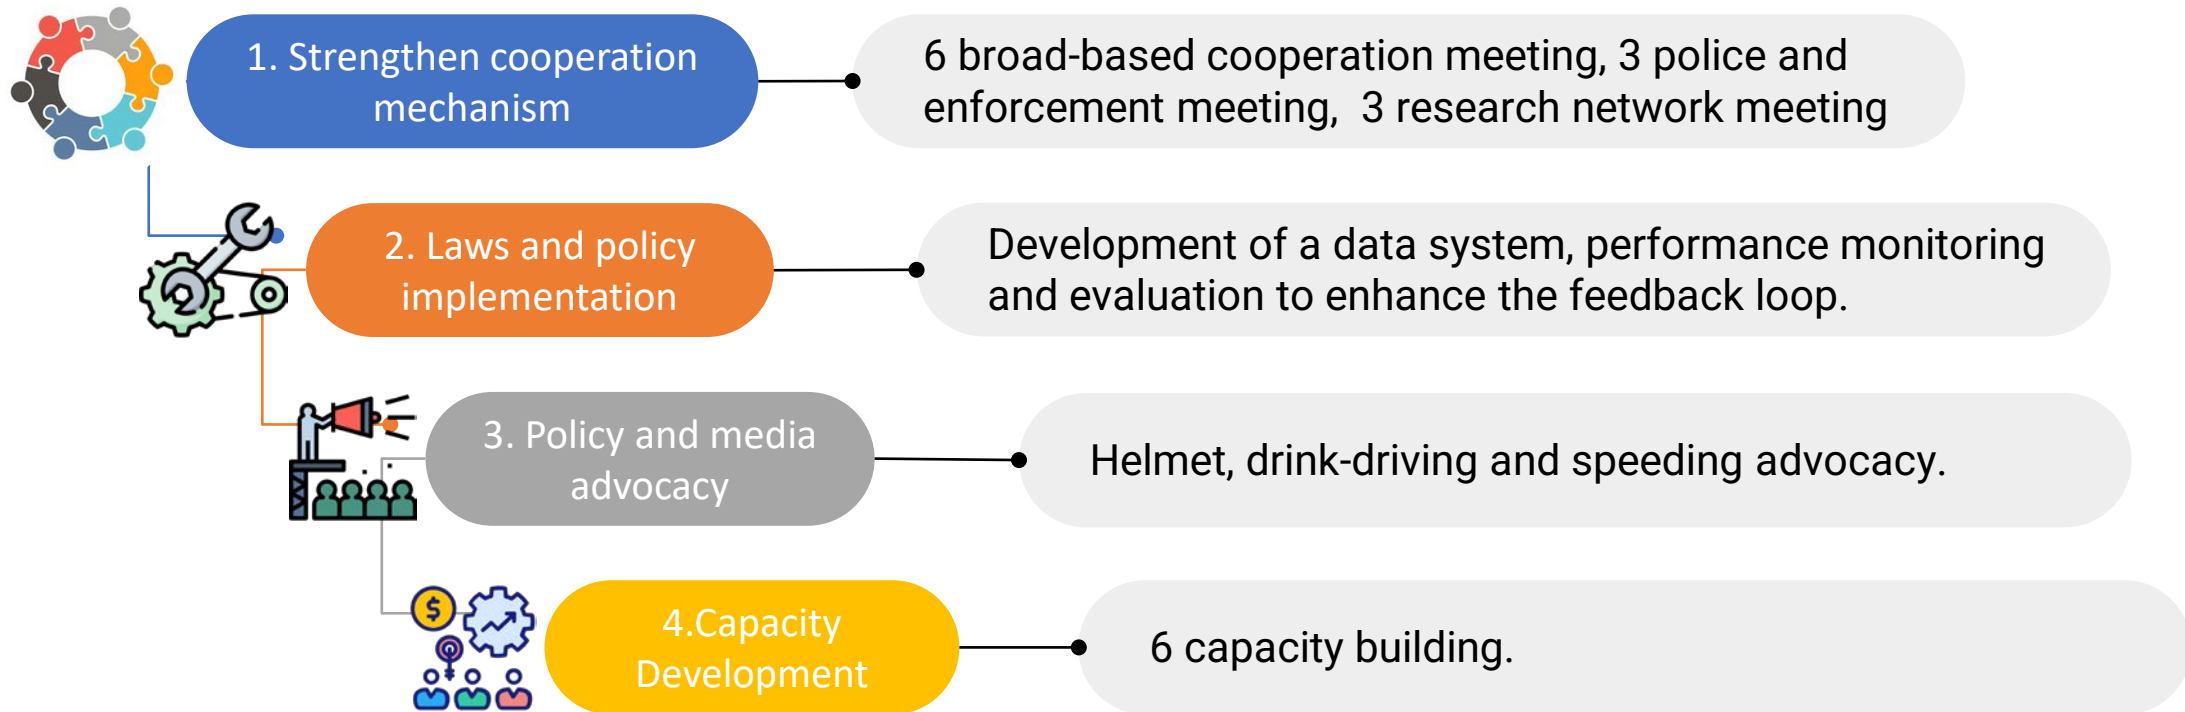 1. Strengthen cooperation
mechanism
6 broad-based cooperation meeting, 3 police and
enforcement meeting,  3 research network meeting
2. Laws and policy
implementation
Development of a data system, performance monitoring
and evaluation to enhance the feedback loop.
3. Policy and media
advocacy
Helmet, drink-driving and speeding advocacy.
4.Capacity
Development
6 capacity building.
$